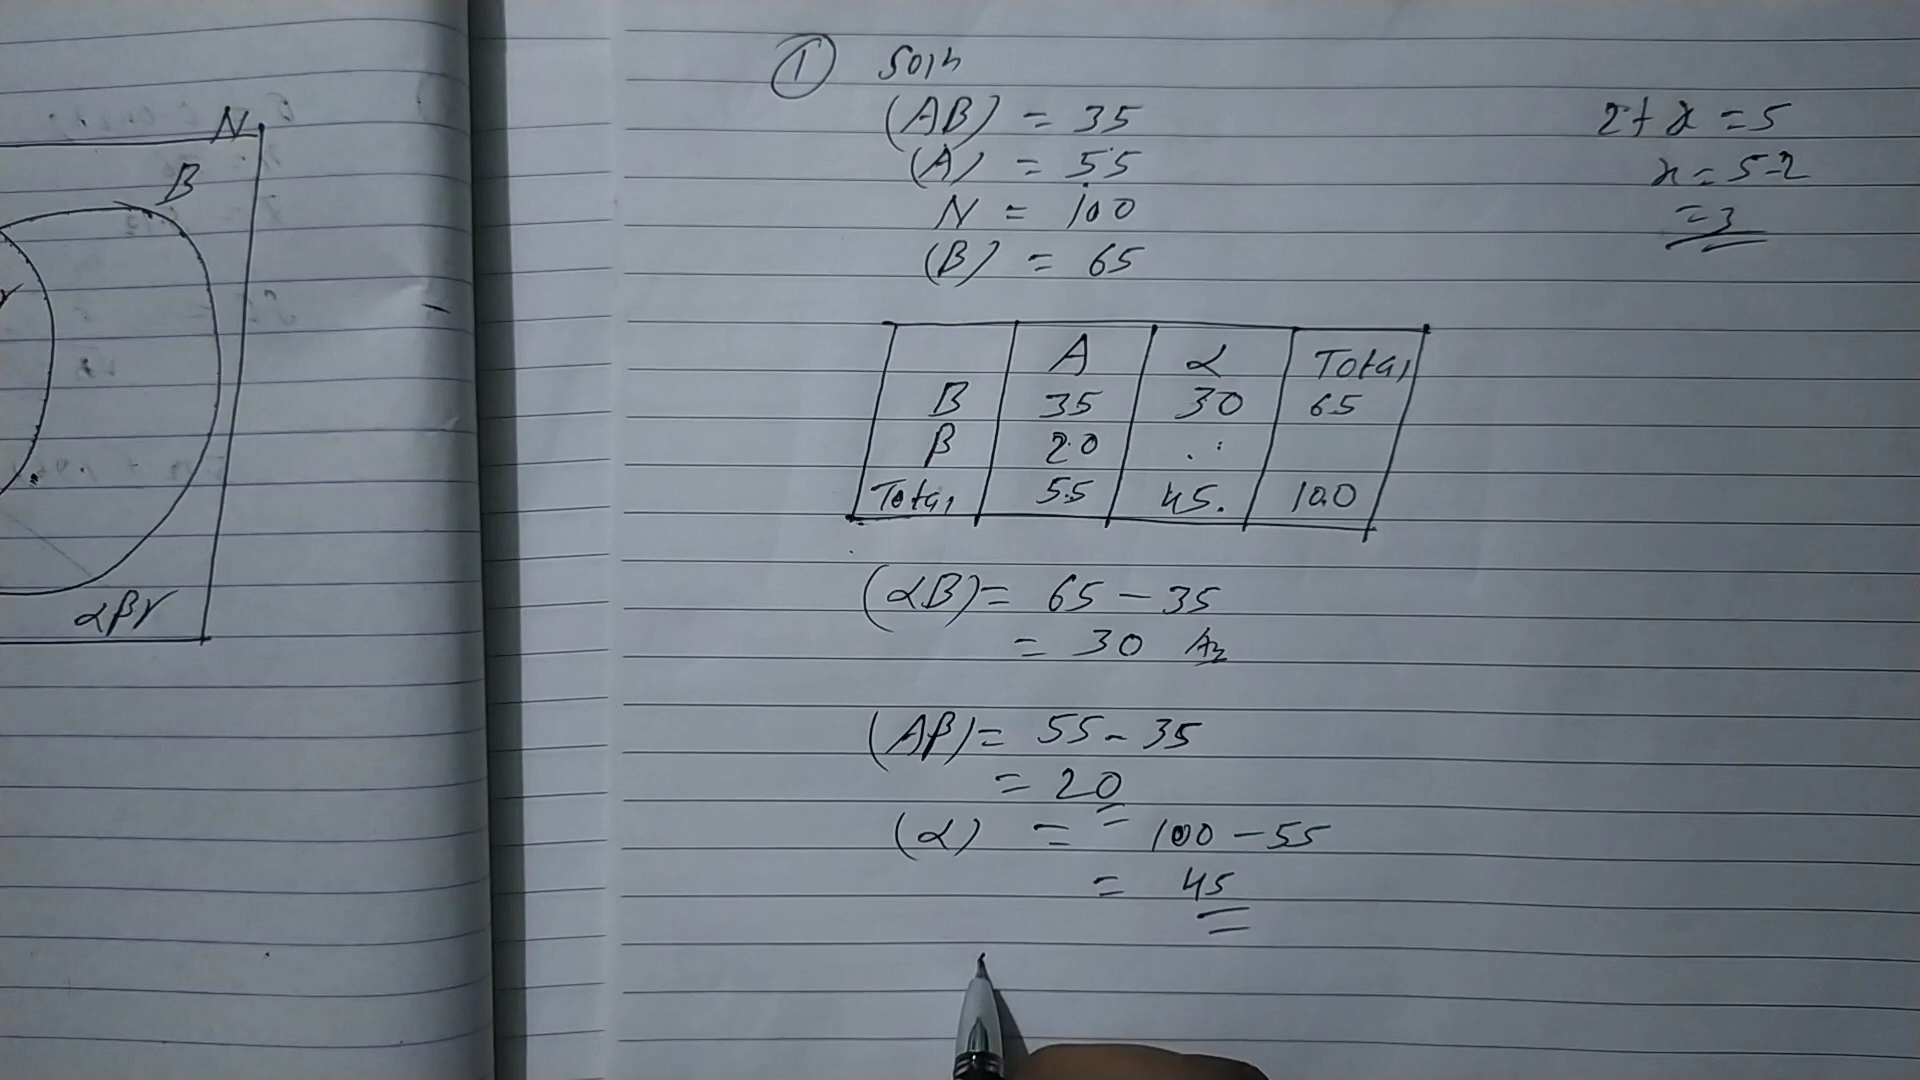 N
B
αβγ
① Soln
(AB) = 35
(A) = 55
N = 100
(B) = 65
2 + x = 5
x = 5 - 2
= 3
A α Total
B 35 30 65
β 20
Total 55 45 100
(αB) = 65 - 35
= 30 Ans
(Aβ) = 55 - 35
= 20
(α) = 100 - 55
= 45